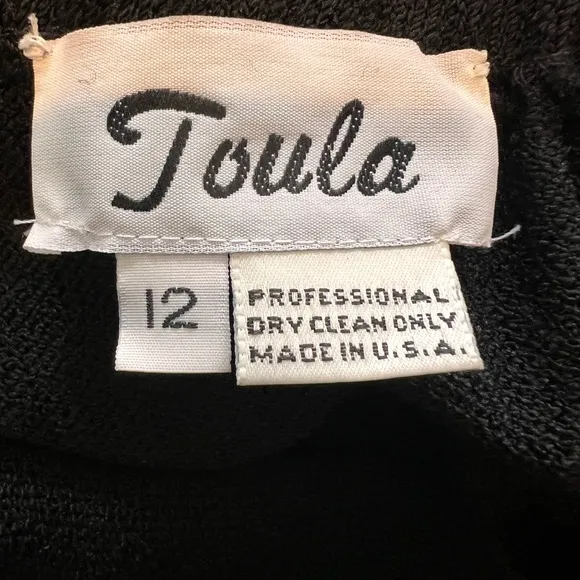 Toula
12
PROFESSIONAL
DRY CLEAN ONLY
MADE IN U.S.A.